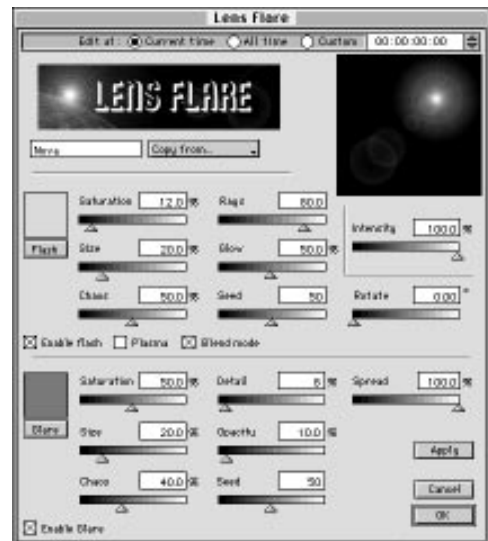 Lens Flare
Edit at: Current time All time Custom 00:00:00:00
LENS FLARE
Nova Copy from...
Saturation 12.0 % Rays 80.0
Intensity 100.0 %
Flash Size 20.0 % Glow 50.0 %
Chaos 50.0 % Seed 50 Rotate 0.00 °
Enable flash Plasma Blend mode
Saturation 50.0 % Detail 6 % Spread 100.0 %
Glare Size 20.0 % Opacity -10.0 %
Apply
Chaos 40.0 % Seed 50
Cancel
OK
Enable Glare